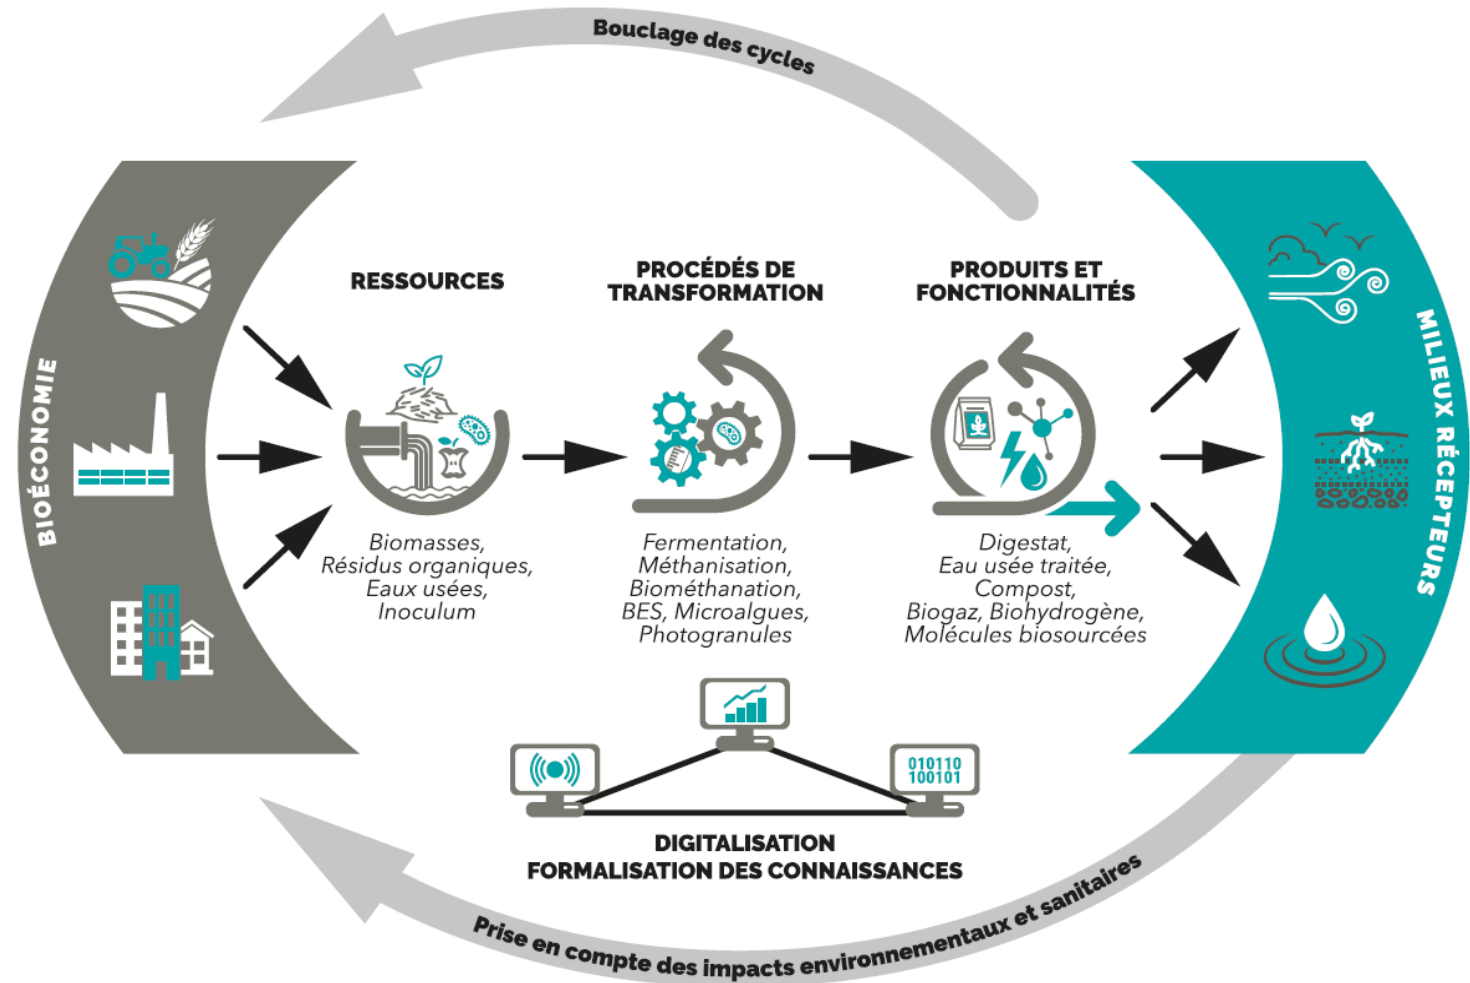 Bouclage des cycles
BIOÉCONOMIE
RESSOURCES
Biomasses,
Résidus organiques,
Eaux usées,
Inoculum
PROCÉDÉS DE
TRANSFORMATION
Fermentation,
Méthanisation,
Biométhanation,
BES, Microalgues,
Photogranules
PRODUITS ET
FONCTIONNALITÉS
Digestat,
Eau usée traitée,
Compost,
Biogaz, Biohydrogène,
Molécules biosourcées
MILIEUX RÉCEPTEURS
010110
100101
DIGITALISATION
FORMALISATION DES CONNAISSANCES
Prise en compte des impacts environnementaux et sanitaires